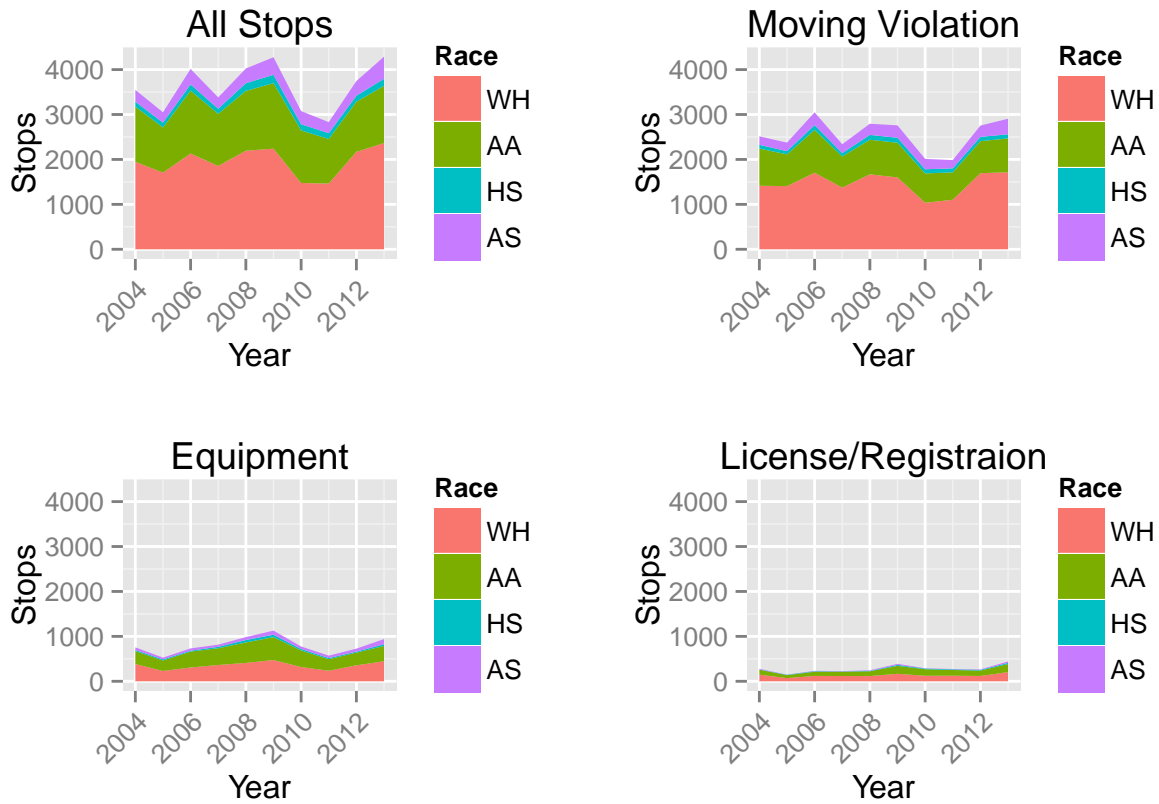 All Stops
Stops
4000
3000
2000
1000
0
2004
2006
2008
2010
2012
Year
Race
WH
AA
HS
AS
Moving Violation
Stops
4000
3000
2000
1000
0
2004
2006
2008
2010
2012
Year
Race
WH
AA
HS
AS
Equipment
Stops
4000
3000
2000
1000
0
2004
2006
2008
2010
2012
Year
Race
WH
AA
HS
AS
License/Registraion
Stops
4000
3000
2000
1000
0
2004
2006
2008
2010
2012
Year
Race
WH
AA
HS
AS